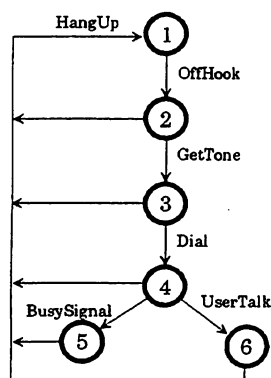 HangUp
1
OffHook
2
GetTone
3
Dial
4
BusySignal
UserTalk
5
6